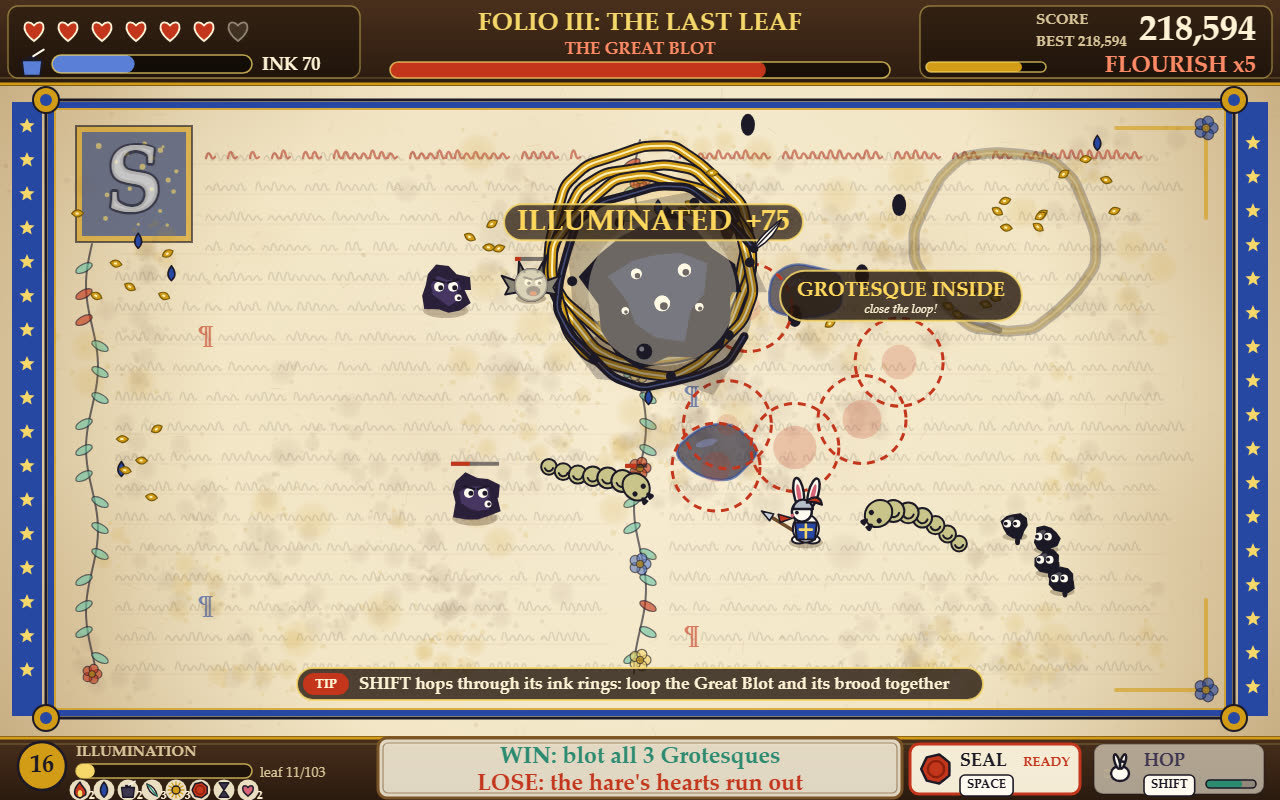 FOLIO III: THE LAST LEAF
THE GREAT BLOT
INK 70
SCORE 218,594
BEST 218,594
FLOURISH x5
S
ILLUMINATED +75
GROTESQUE INSIDE
close the loop!
¶
¶
¶
¶
TIP SHIFT hops through its ink rings: loop the Great Blot and its brood together
16
ILLUMINATION
leaf 11/103
WIN: blot all 3 Grotesques
LOSE: the hare's hearts run out
SEAL READY
SPACE
HOP
SHIFT